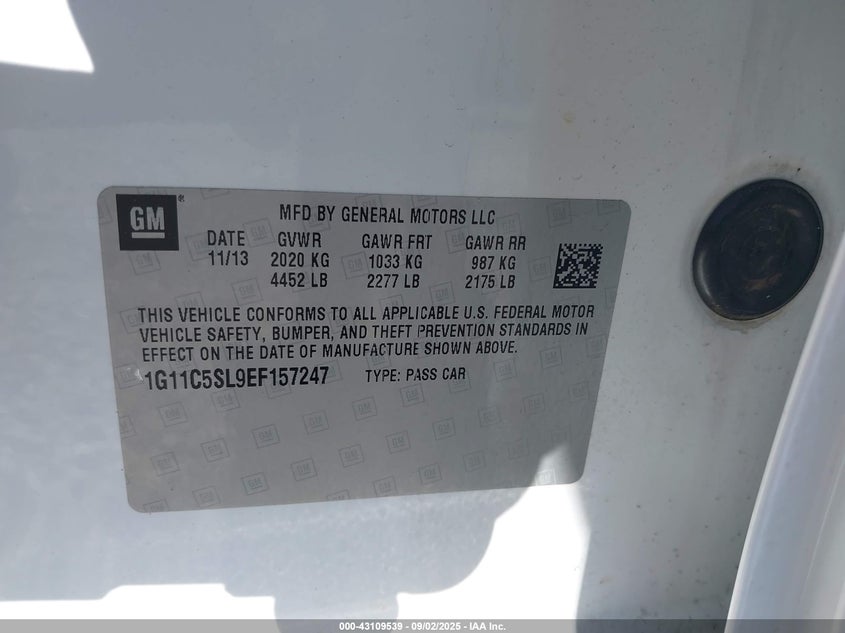 GM
MFD BY GENERAL MOTORS LLC
DATE GVWR GAWR FRT GAWR RR
11/13 2020 KG 1033 KG 987 KG
4452 LB 2277 LB 2175 LB
THIS VEHICLE CONFORMS TO ALL APPLICABLE U.S. FEDERAL MOTOR
VEHICLE SAFETY, BUMPER, AND THEFT PREVENTION STANDARDS IN
EFFECT ON THE DATE OF MANUFACTURE SHOWN ABOVE.
1G11C5SL9EF157247 TYPE: PASS CAR
000-43109539 - 09/02/2025 - IAA Inc.